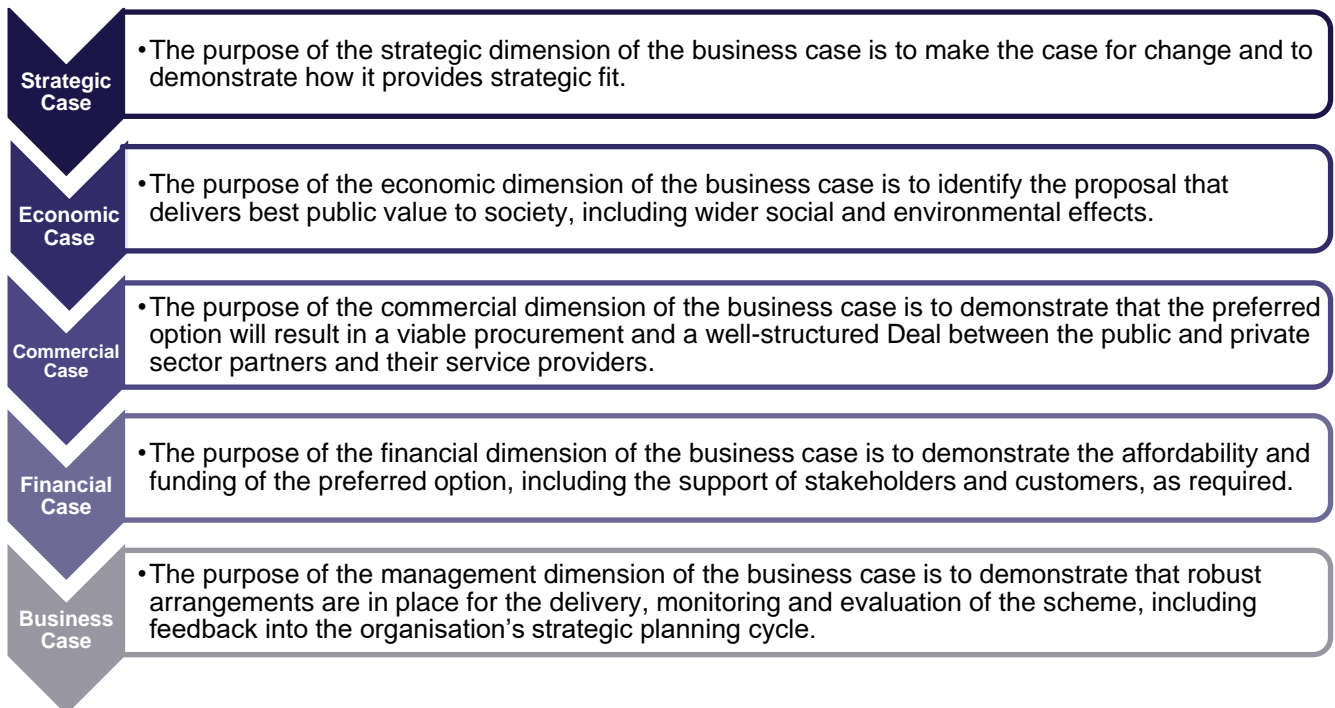 Strategic
Case
•The purpose of the strategic dimension of the business case is to make the case for change and to
demonstrate how it provides strategic fit.
Economic
Case
•The purpose of the economic dimension of the business case is to identify the proposal that
delivers best public value to society, including wider social and environmental effects.
Commercial
Case
•The purpose of the commercial dimension of the business case is to demonstrate that the preferred
option will result in a viable procurement and a well-structured Deal between the public and private
sector partners and their service providers.
Financial
Case
•The purpose of the financial dimension of the business case is to demonstrate the affordability and
funding of the preferred option, including the support of stakeholders and customers, as required.
Business
Case
•The purpose of the management dimension of the business case is to demonstrate that robust
arrangements are in place for the delivery, monitoring and evaluation of the scheme, including
feedback into the organisation’s strategic planning cycle.